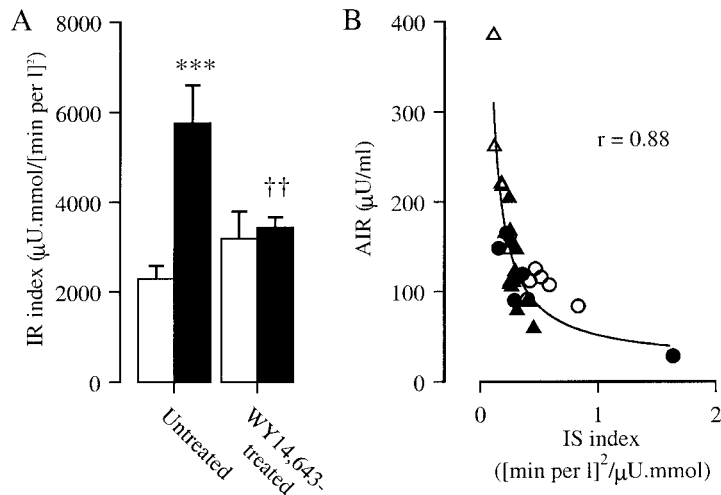 A
IR index (μU.mmol/[min per l]²)
8000
6000
4000
2000
0
***
††
Untreated
WY14,643-
treated
B
AIR (μU/ml)
400
300
200
100
0
r = 0.88
0
1
2
IS index
([min per l]²/μU.mmol)